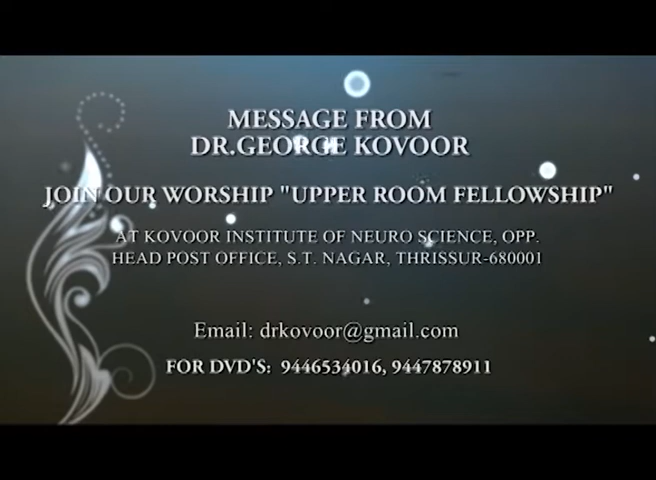 MESSAGE FROM
DR.GEORGE KOVOOR
JOIN OUR WORSHIP "UPPER ROOM FELLOWSHIP"
AT KOVOOR INSTITUTE OF NEURO SCIENCE, OPP.
HEAD POST OFFICE, S.T. NAGAR, THRISSUR-680001
Email: drkovoor@gmail.com
FOR DVD'S: 9446534016, 9447878911